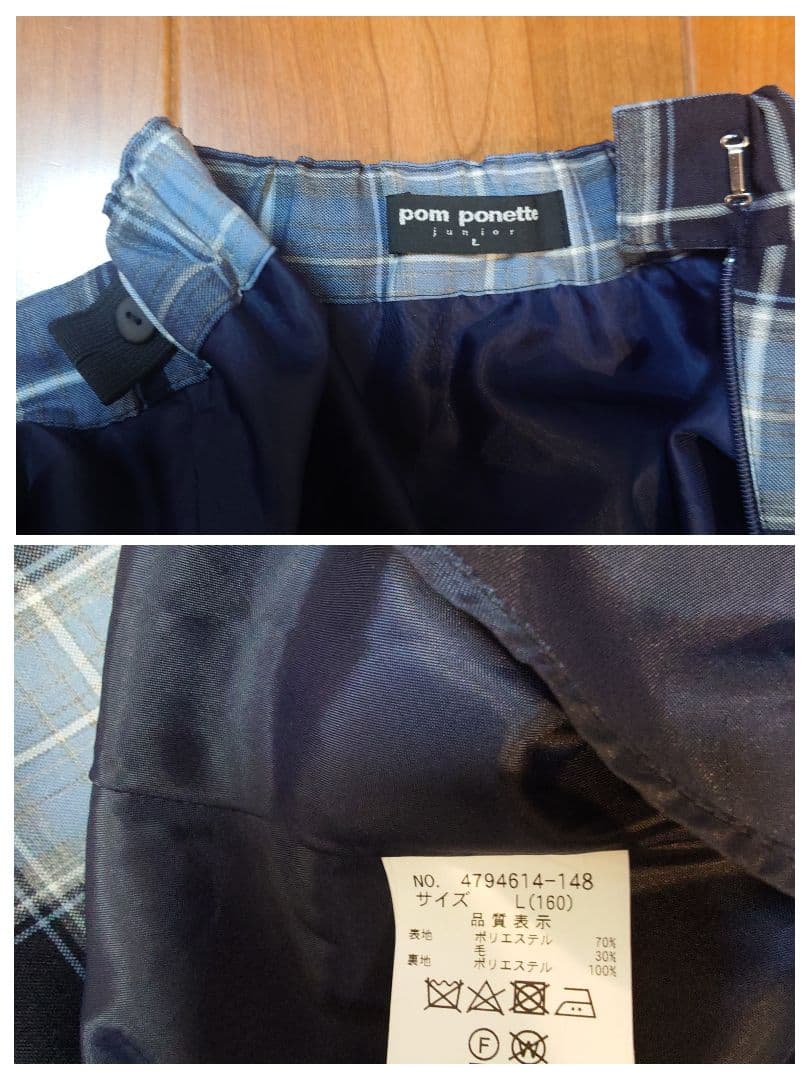 pom ponette
junior
L
NO. 4794614-148
サイズ L(160)
品質表示
表地 ポリエステル 70%
毛 30%
裏地 ポリエステル 100%
F
W